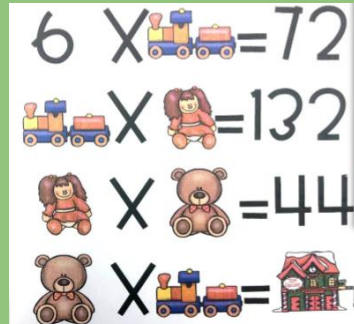 6 X = 72
X = 132
X = 44
X =